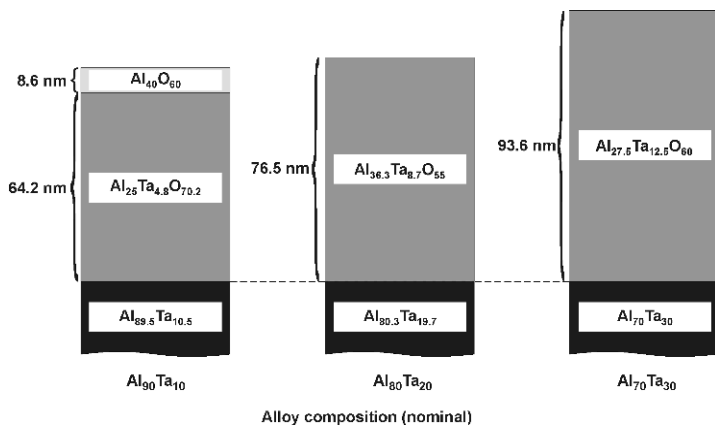 8.6 nm
Al₄₀O₆₀
64.2 nm
Al₂₅Ta₄.₈O₇₀.₂
Al₈₉.₅Ta₁₀.₅
Al₉₀Ta₁₀
76.5 nm
Al₃₆.₃Ta₈.₇O₅₅
Al₈₀.₃Ta₁₉.₇
Al₈₀Ta₂₀
93.6 nm
Al₂₇.₅Ta₁₂.₅O₆₀
Al₇₀Ta₃₀
Al₇₀Ta₃₀
Alloy composition (nominal)